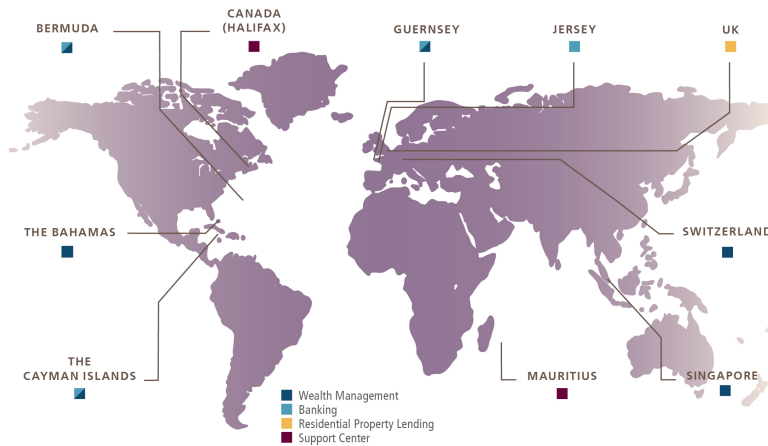 BERMUDA
CANADA
(HALIFAX)
GUERNSEY
JERSEY
UK
THE BAHAMAS
SWITZERLAND
THE
CAYMAN ISLANDS
MAURITIUS
SINGAPORE
Wealth Management
Banking
Residential Property Lending
Support Center